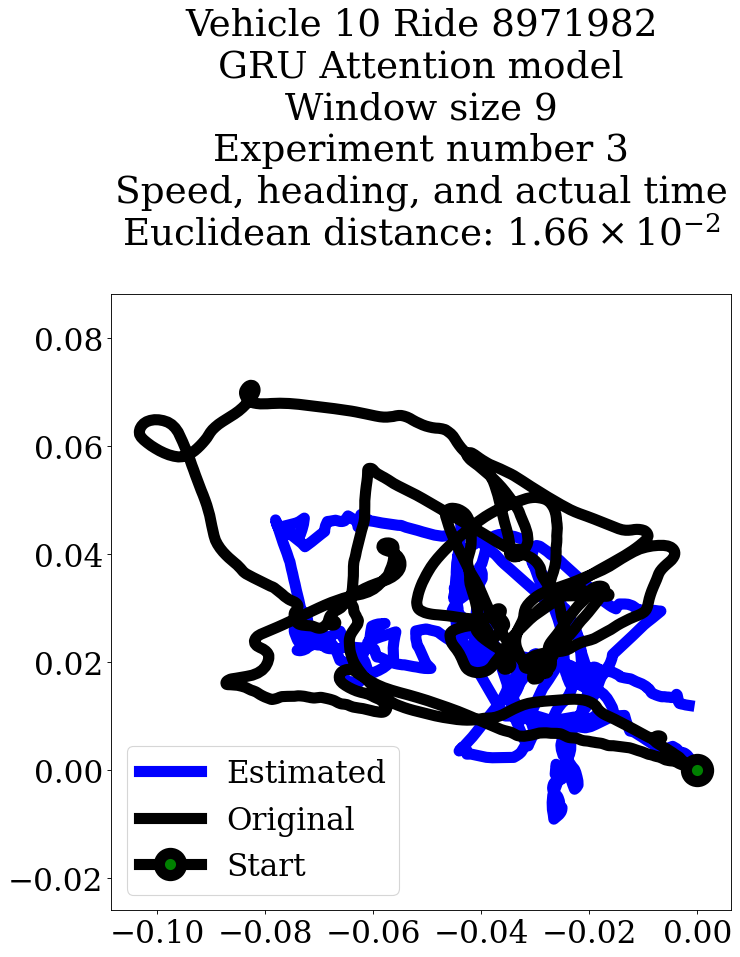 Vehicle 10 Ride 8971982
GRU Attention model
Window size 9
Experiment number 3
Speed, heading, and actual time
Euclidean distance: 1.66 × 10⁻²
0.08
0.06
0.04
0.02
0.00
−0.02
Estimated
Original
Start
−0.10 −0.08 −0.06 −0.04 −0.02 0.00